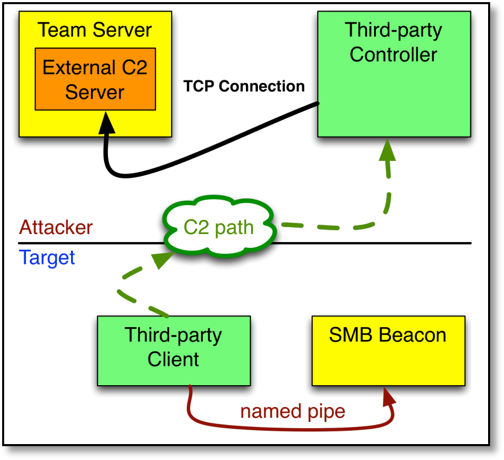 Team Server
External C2
Server
Third-party
Controller
TCP Connection
C2 path
Attacker
Target
Third-party
Client
SMB Beacon
named pipe